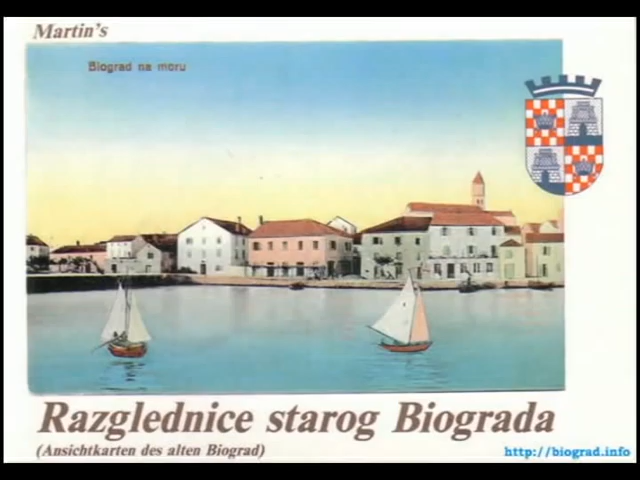 Martin's
Biograd na moru
Razglednice starog Biograda
(Ansichtkarten des alten Biograd)
http://biograd.info